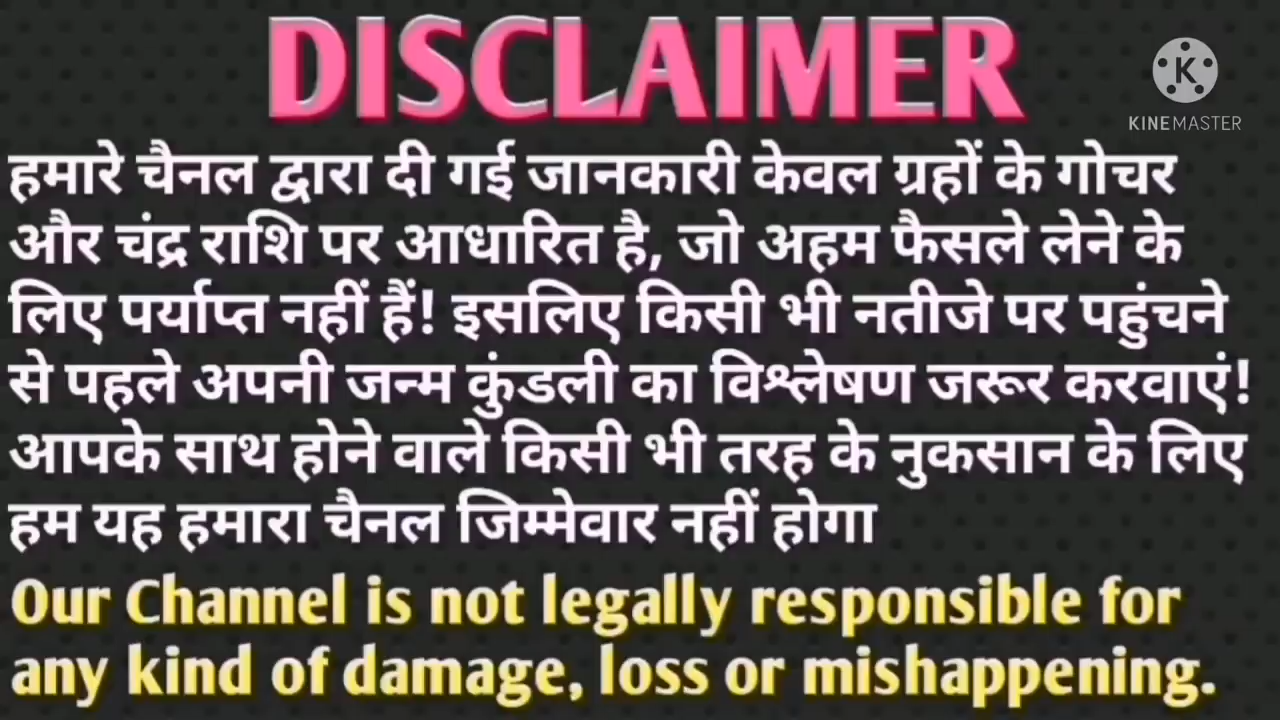 DISCLAIMER
KINEMASTER
हमारे चैनल द्वारा दी गई जानकारी केवल ग्रहों के गोचर
और चंद्र राशि पर आधारित है, जो अहम फैसले लेने के
लिए पर्याप्त नहीं हैं! इसलिए किसी भी नतीजे पर पहुंचने
से पहले अपनी जन्म कुंडली का विश्लेषण जरूर करवाएं!
आपके साथ होने वाले किसी भी तरह के नुकसान के लिए
हम यह हमारा चैनल जिम्मेवार नहीं होगा
Our Channel is not legally responsible for
any kind of damage, loss or mishappening.